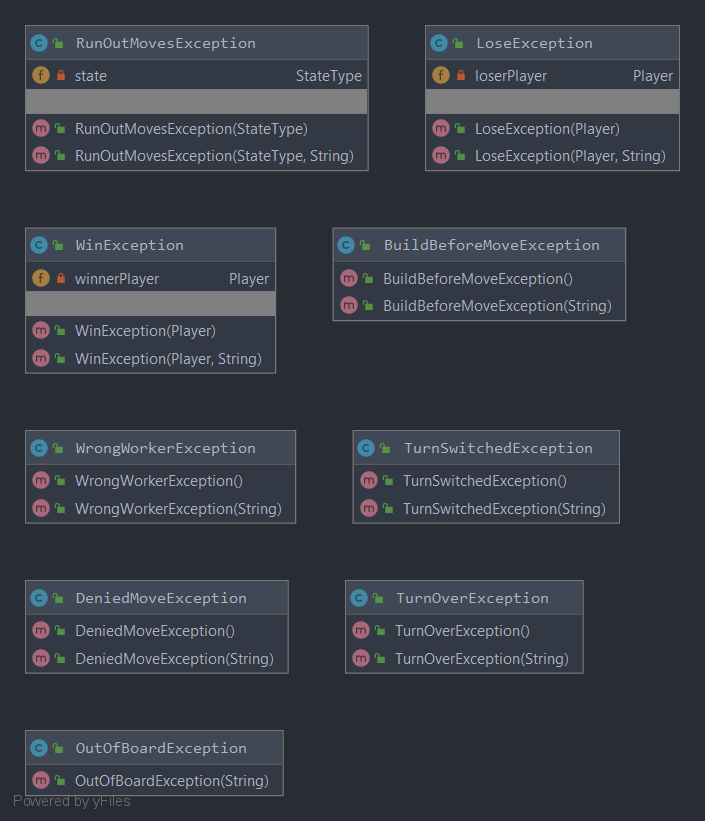 RunOutMovesException
state StateType
RunOutMovesException(StateType)
RunOutMovesException(StateType, String)
LoseException
loserPlayer Player
LoseException(Player)
LoseException(Player, String)
WinException
winnerPlayer Player
WinException(Player)
WinException(Player, String)
BuildBeforeMoveException
BuildBeforeMoveException()
BuildBeforeMoveException(String)
WrongWorkerException
WrongWorkerException()
WrongWorkerException(String)
TurnSwitchedException
TurnSwitchedException()
TurnSwitchedException(String)
DeniedMoveException
DeniedMoveException()
DeniedMoveException(String)
TurnOverException
TurnOverException()
TurnOverException(String)
OutOfBoardException
OutOfBoardException(String)
Powered by yFiles